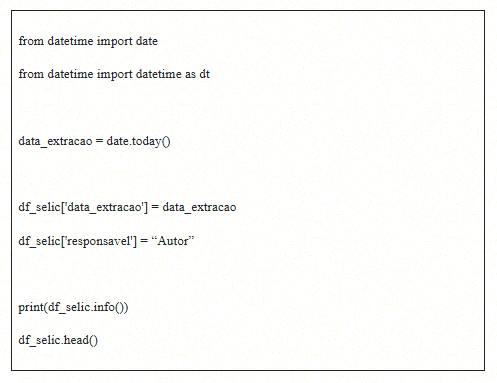 from datetime import date
from datetime import datetime as dt
data_extracao = date.today()
df_selic['data_extracao'] = data_extracao
df_selic['responsavel'] = “Autor”
print(df_selic.info())
df_selic.head()